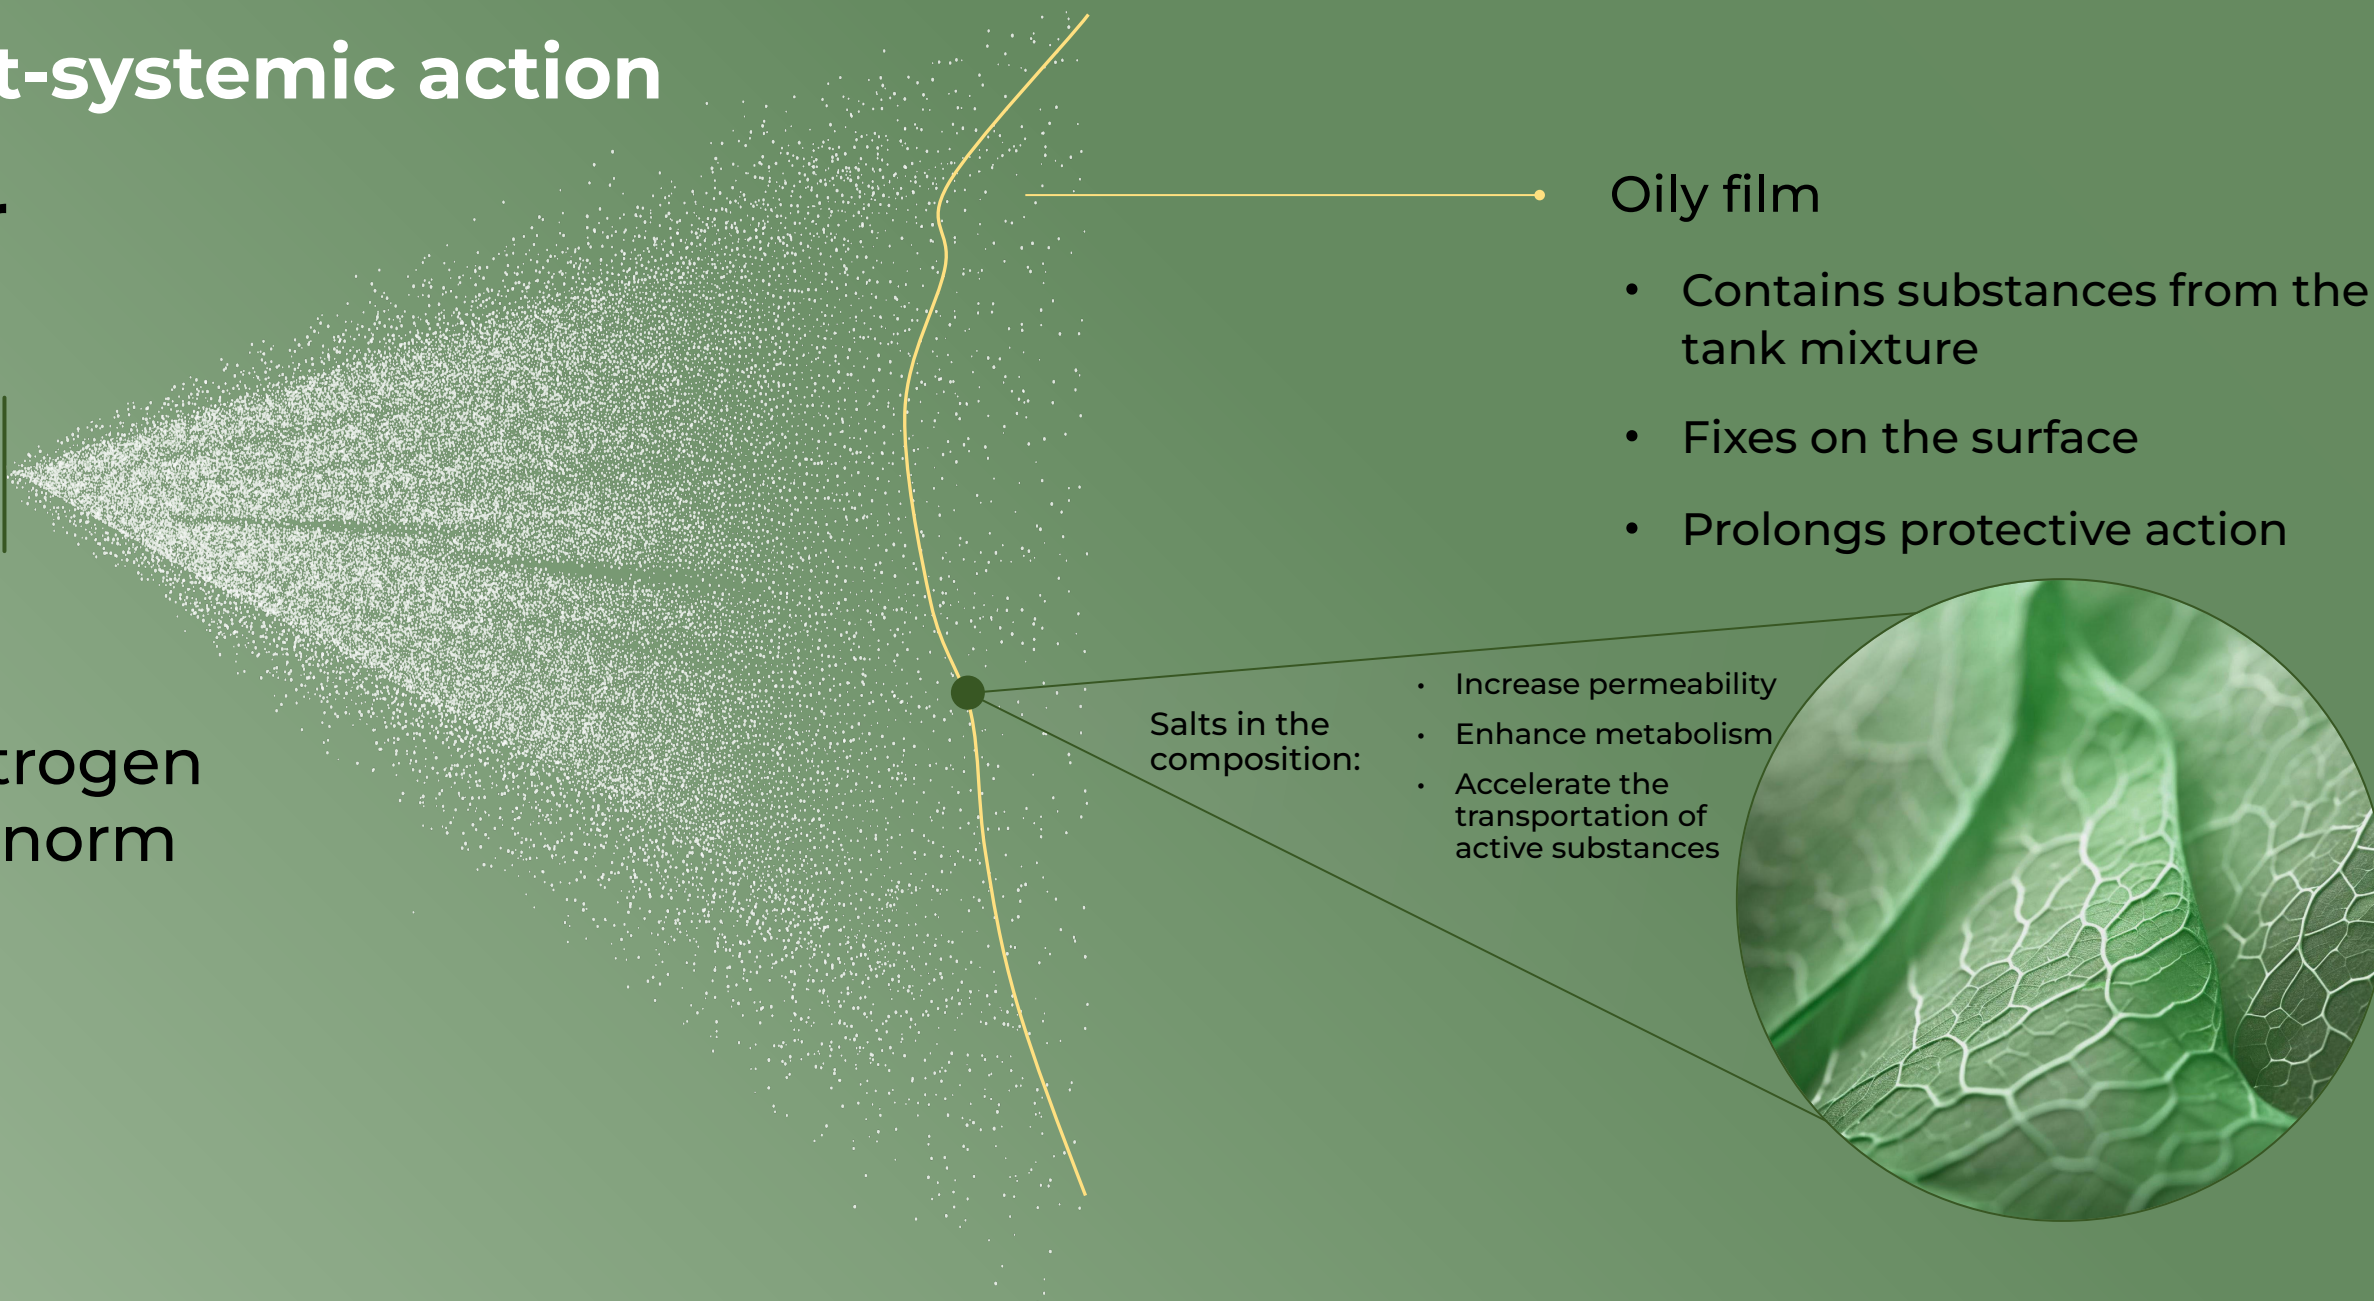 t-systemic action
Oily film
• Contains substances from the
tank mixture
• Fixes on the surface
• Prolongs protective action
Salts in the
composition:
• Increase permeability
• Enhance metabolism
• Accelerate the
transportation of
active substances
trogen
norm